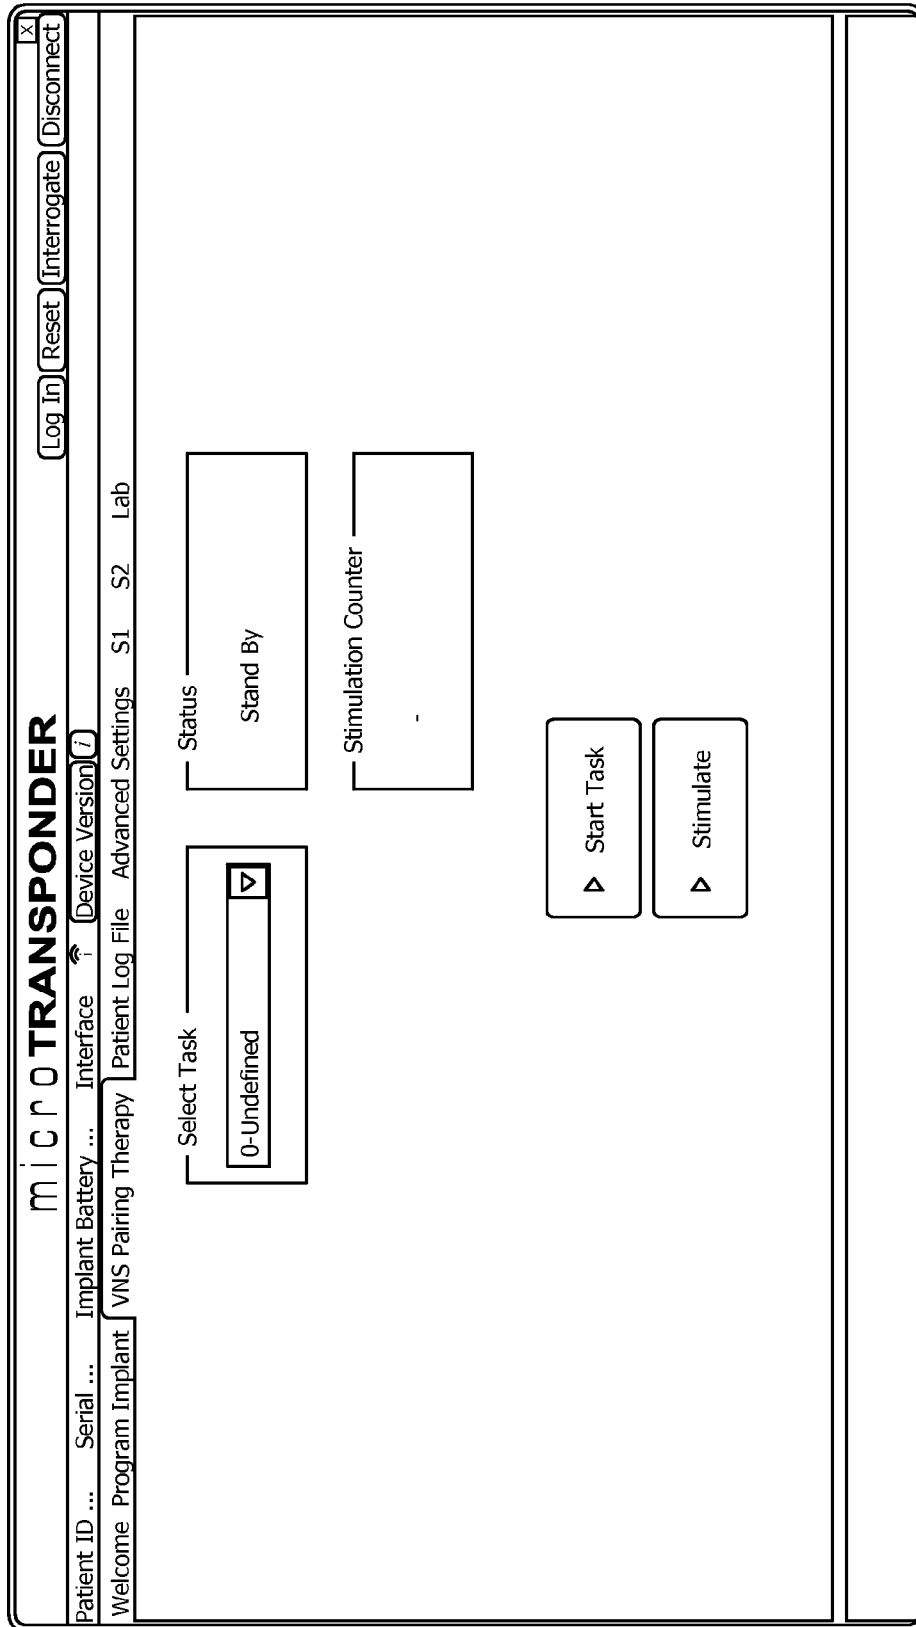 X
microTRANSPONDER
Log In Reset Interrogate Disconnect
Patient ID ... Serial ... Implant Battery ... Interface i Device Version i
Welcome Program Implant VNS Pairing Therapy Patient Log File Advanced Settings S1 S2 Lab
Select Task
0-Undefined
Status
Stand By
Stimulation Counter
-
Start Task
Stimulate